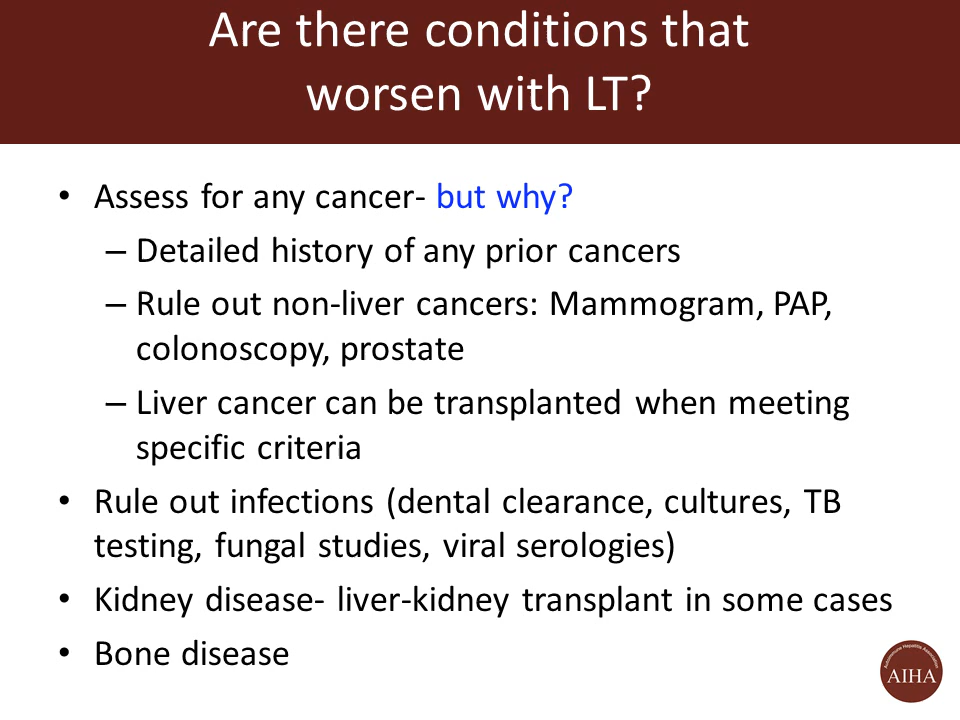 Are there conditions that
worsen with LT?
• Assess for any cancer- but why?
– Detailed history of any prior cancers
– Rule out non-liver cancers: Mammogram, PAP,
colonoscopy, prostate
– Liver cancer can be transplanted when meeting
specific criteria
• Rule out infections (dental clearance, cultures, TB
testing, fungal studies, viral serologies)
• Kidney disease- liver-kidney transplant in some cases
• Bone disease
Autoimmune Hepatitis Association
AIHA